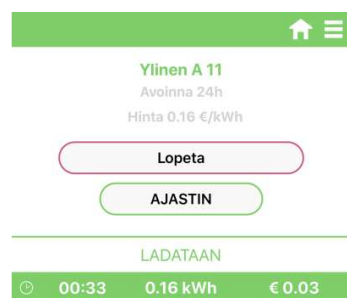 Ylinen A 11
Avoinna 24h
Hinta 0.16 €/kWh
Lopeta
AJASTIN
LADATAAN
00:33 0.16 kWh € 0.03